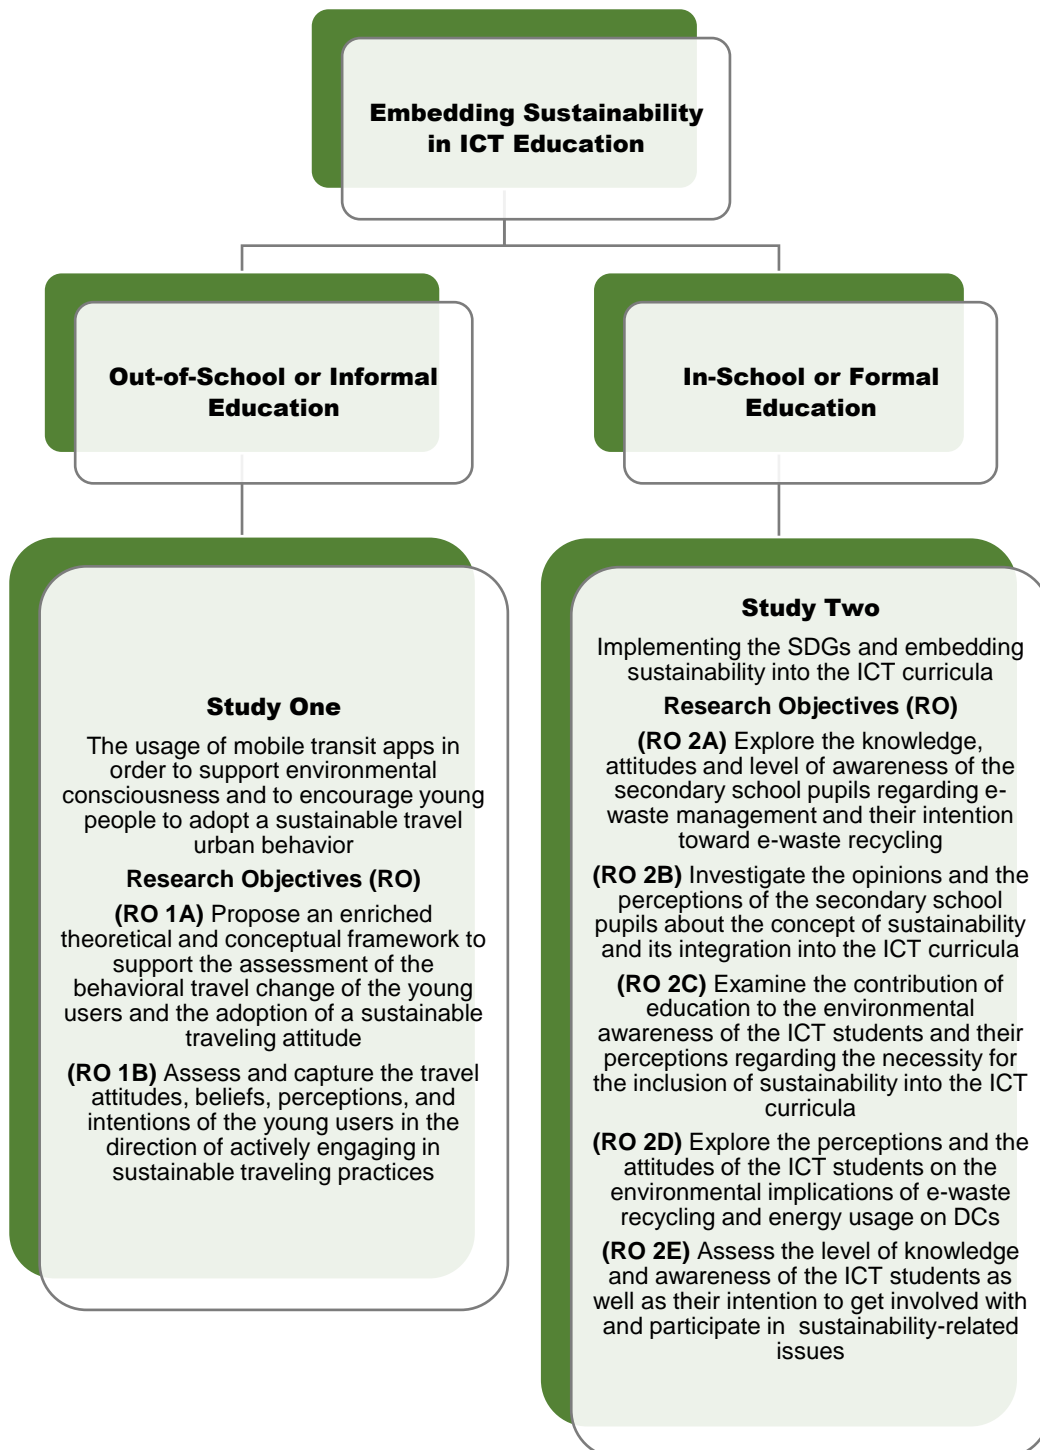 Embedding Sustainability
in ICT Education
Out-of-School or Informal
Education
In-School or Formal
Education
Study One
The usage of mobile transit apps in
order to support environmental
consciousness and to encourage young
people to adopt a sustainable travel
urban behavior
Research Objectives (RO)
(RO 1A) Propose an enriched
theoretical and conceptual framework to
support the assessment of the
behavioral travel change of the young
users and the adoption of a sustainable
traveling attitude
(RO 1B) Assess and capture the travel
attitudes, beliefs, perceptions, and
intentions of the young users in the
direction of actively engaging in
sustainable traveling practices
Study Two
Implementing the SDGs and embedding
sustainability into the ICT curricula
Research Objectives (RO)
(RO 2A) Explore the knowledge,
attitudes and level of awareness of the
secondary school pupils regarding e-
waste management and their intention
toward e-waste recycling
(RO 2B) Investigate the opinions and the
perceptions of the secondary school
pupils about the concept of sustainability
and its integration into the ICT curricula
(RO 2C) Examine the contribution of
education to the environmental
awareness of the ICT students and their
perceptions regarding the necessity for
the inclusion of sustainability into the ICT
curricula
(RO 2D) Explore the perceptions and the
attitudes of the ICT students on the
environmental implications of e-waste
recycling and energy usage on DCs
(RO 2E) Assess the level of knowledge
and awareness of the ICT students as
well as their intention to get involved with
and participate in  sustainability-related
issues